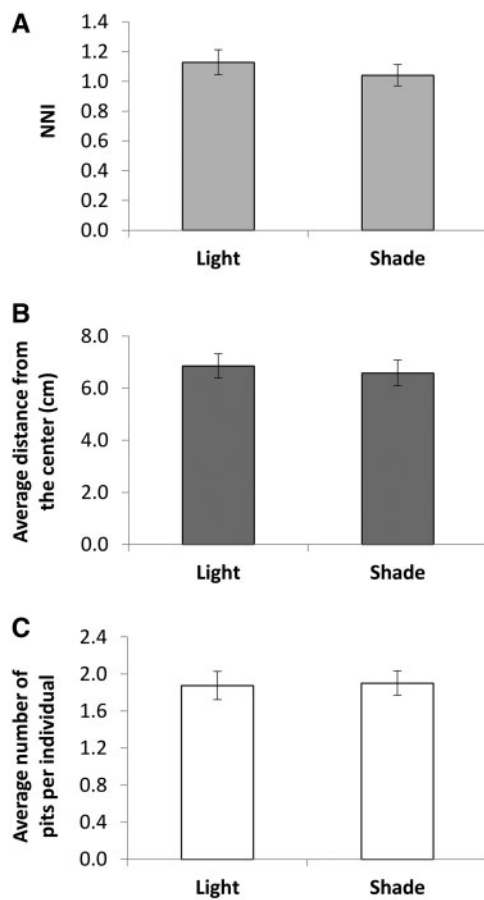 A
NNI
1.4
1.2
1.0
0.8
0.6
0.4
0.2
0.0
Light Shade
B
Average distance from
the center (cm)
8.0
6.0
4.0
2.0
0.0
Light Shade
C
Average number of
pits per individual
2.4
2.0
1.6
1.2
0.8
0.4
0.0
Light Shade